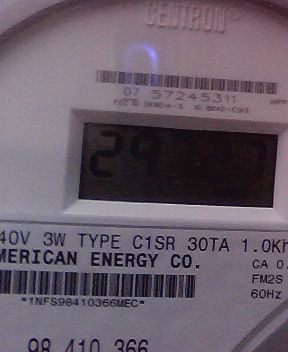 CENTRON
07 57245311
29
40V 3W TYPE C1SR 30TA 1.0Kh
MERICAN ENERGY CO.
CA 0.
FM2S
60Hz
*1NFS98410366MEC*
98 410 366